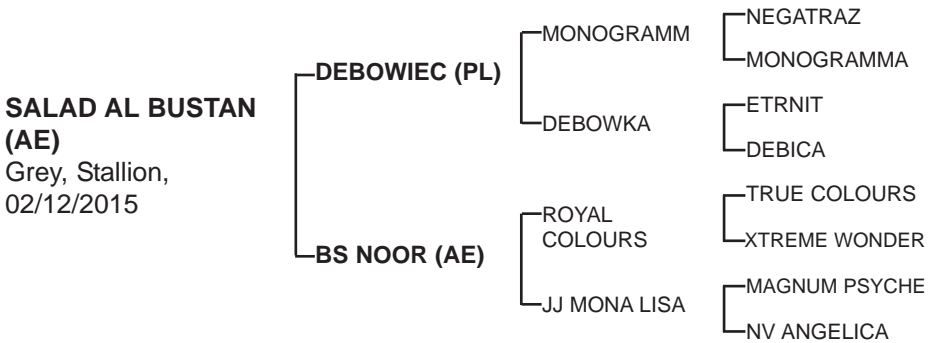 SALAD AL BUSTAN
(AE)
Grey, Stallion,
02/12/2015
DEBOWIEC (PL)
BS NOOR (AE)
MONOGRAMM
DEBOWKA
ROYAL
COLOURS
JJ MONA LISA
NEGATRAZ
MONOGRAMMA
ETRNIT
DEBICA
TRUE COLOURS
XTREME WONDER
MAGNUM PSYCHE
NV ANGELICA